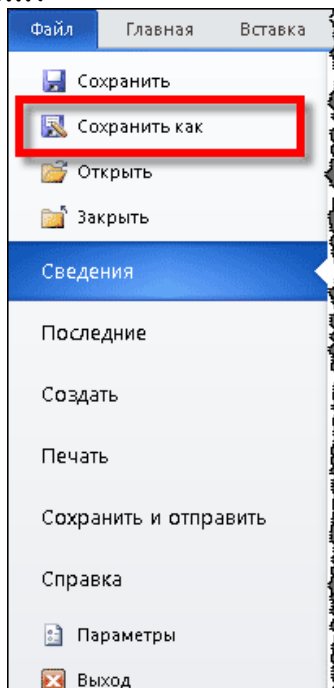 Файл Главная Вставка
Сохранить
Сохранить как
Открыть
Закрыть
Сведения
Последние
Создать
Печать
Сохранить и отправить
Справка
Параметры
Выход